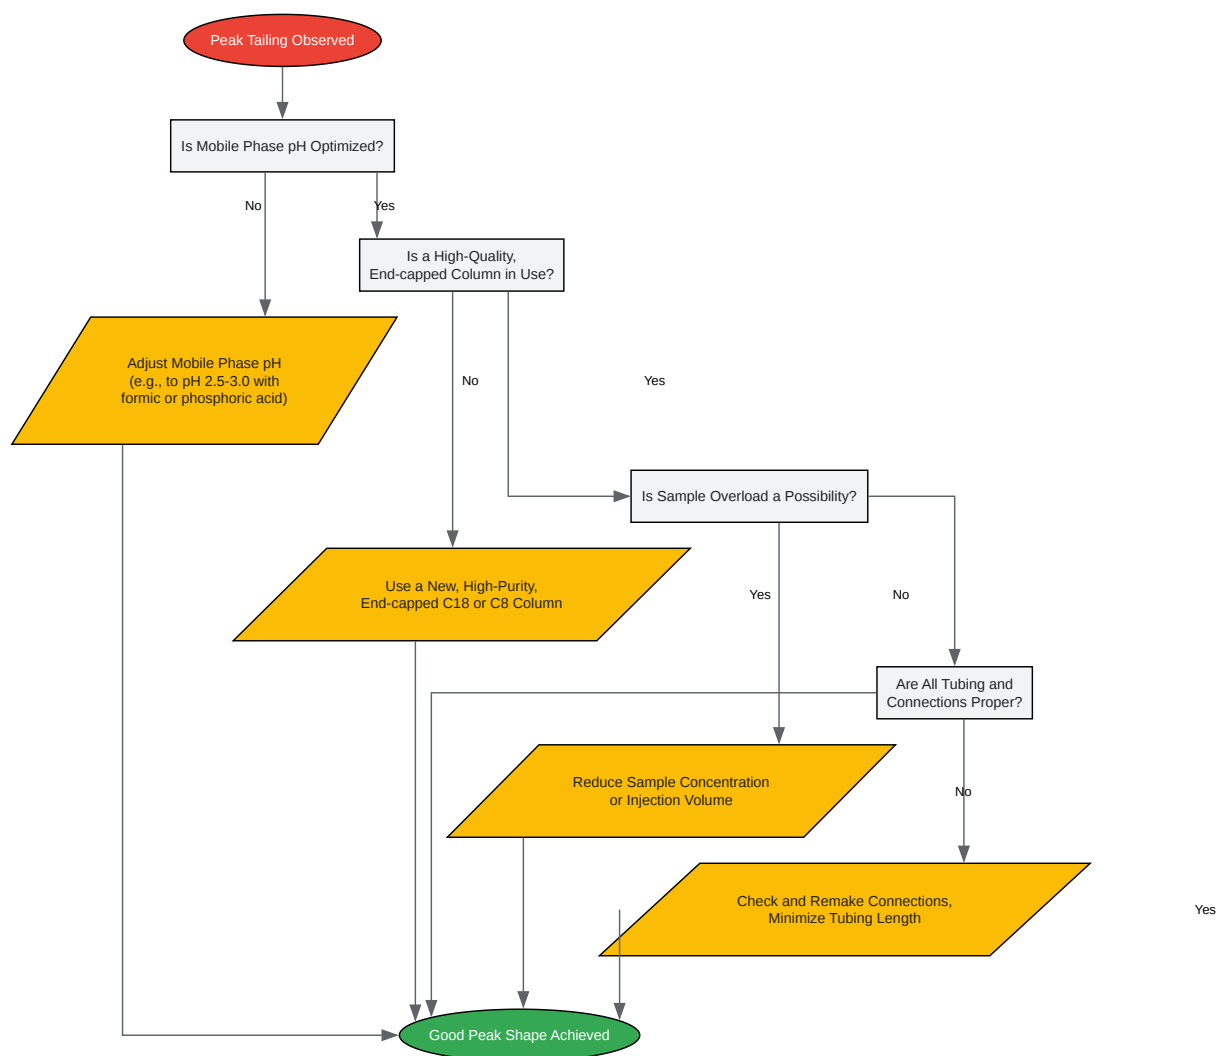 Peak Tailing Observed
Is Mobile Phase pH Optimized?
No
Yes
Is a High-Quality,
End-capped Column in Use?
Adjust Mobile Phase pH
(e.g., to pH 2.5-3.0 with
formic or phosphoric acid)
No
Yes
Is Sample Overload a Possibility?
Use a New, High-Purity,
End-capped C18 or C8 Column
Yes
No
Are All Tubing and
Connections Proper?
Reduce Sample Concentration
or Injection Volume
No
Check and Remake Connections,
Minimize Tubing Length
Yes
Good Peak Shape Achieved